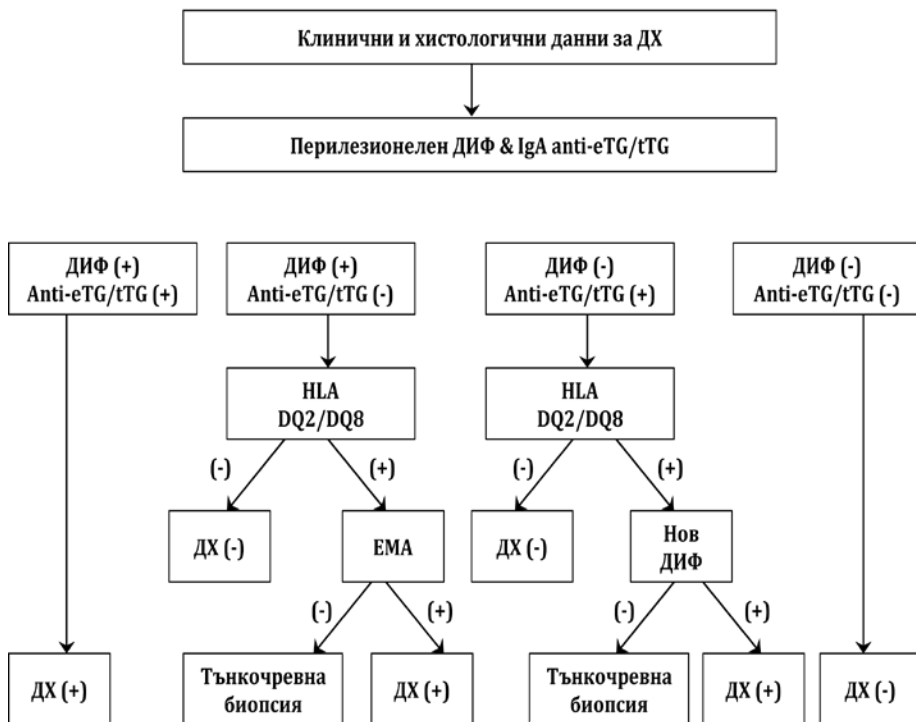 Клинични и хистологични данни за ДХ
Перилезионелен ДИФ & IgA anti-eTG/tTG
ДИФ (+)
Anti-eTG/tTG (+)
ДИФ (+)
Anti-eTG/tTG (-)
ДИФ (-)
Anti-eTG/tTG (+)
ДИФ (-)
Anti-eTG/tTG (-)
HLA
DQ2/DQ8
HLA
DQ2/DQ8
(-)
(+)
(-)
(+)
ДХ (-)
EMA
ДХ (-)
Нов
ДИФ
(-)
(+)
(-)
(+)
ДХ (+)
Тънкочревна
биопсия
ДХ (+)
Тънкочревна
биопсия
ДХ (+)
ДХ (-)